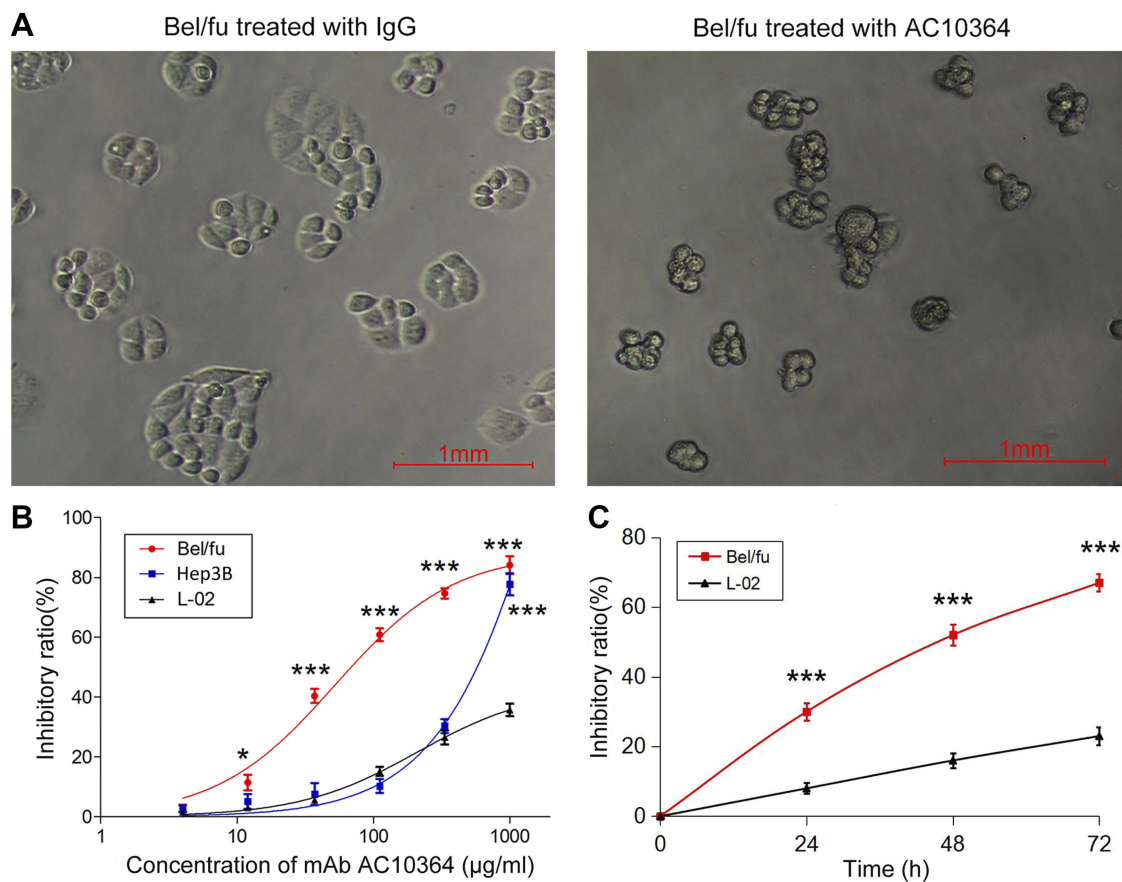 A
Bel/fu treated with IgG
Bel/fu treated with AC10364
1mm
1mm
B
100
80
60
40
20
0
Inhibitory ratio(%)
Bel/fu
Hep3B
L-02
*
***
***
***
***
***
1
10
100
1000
Concentration of mAb AC10364 (µg/ml)
C
80
60
40
20
0
Inhibitory ratio(%)
Bel/fu
L-02
***
***
***
0
24
48
72
Time (h)